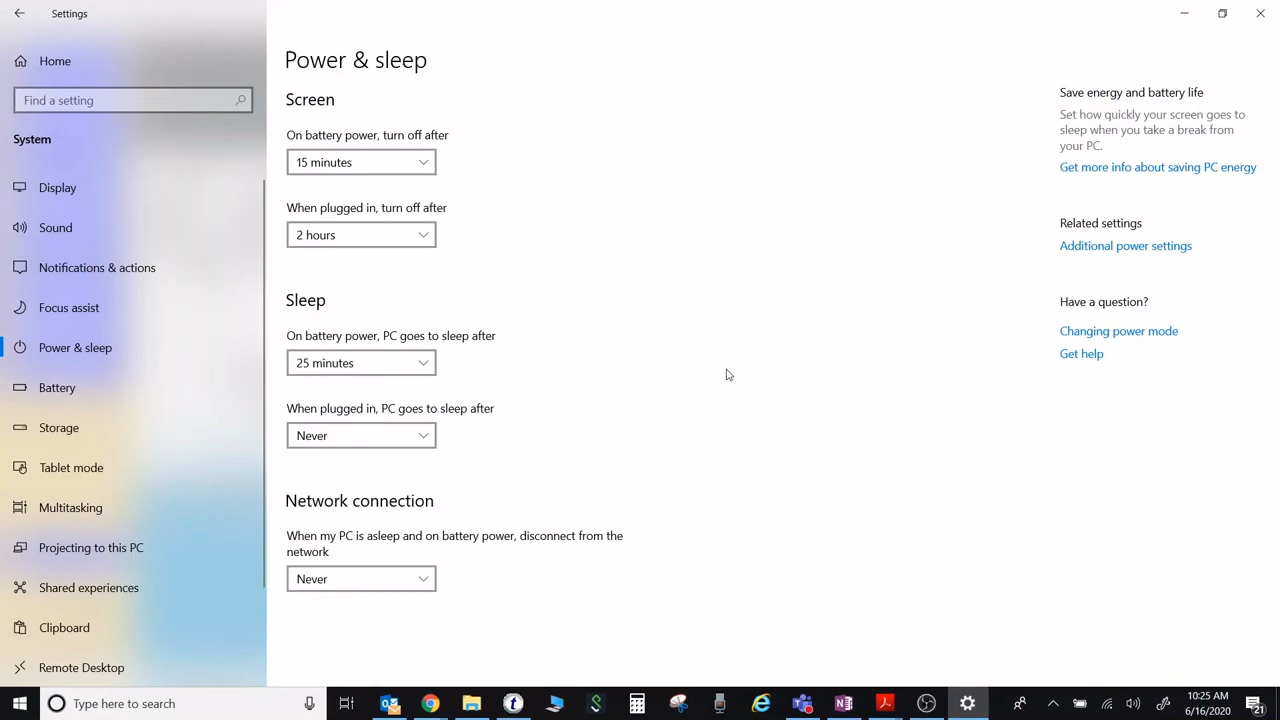 Settings
Home
Find a setting
System
Display
Sound
Notifications & actions
Focus assist
Power & sleep
Battery
Storage
Tablet mode
Multitasking
Projecting to this PC
Shared experiences
Clipboard
Remote Desktop
Power & sleep
Screen
On battery power, turn off after
15 minutes
When plugged in, turn off after
2 hours
Sleep
On battery power, PC goes to sleep after
25 minutes
When plugged in, PC goes to sleep after
Never
Network connection
When my PC is asleep and on battery power, disconnect from the
network
Never
Save energy and battery life
Set how quickly your screen goes to
sleep when you take a break from
your PC.
Get more info about saving PC energy
Related settings
Additional power settings
Have a question?
Changing power mode
Get help
Type here to search
10:25 AM
6/16/2020
21